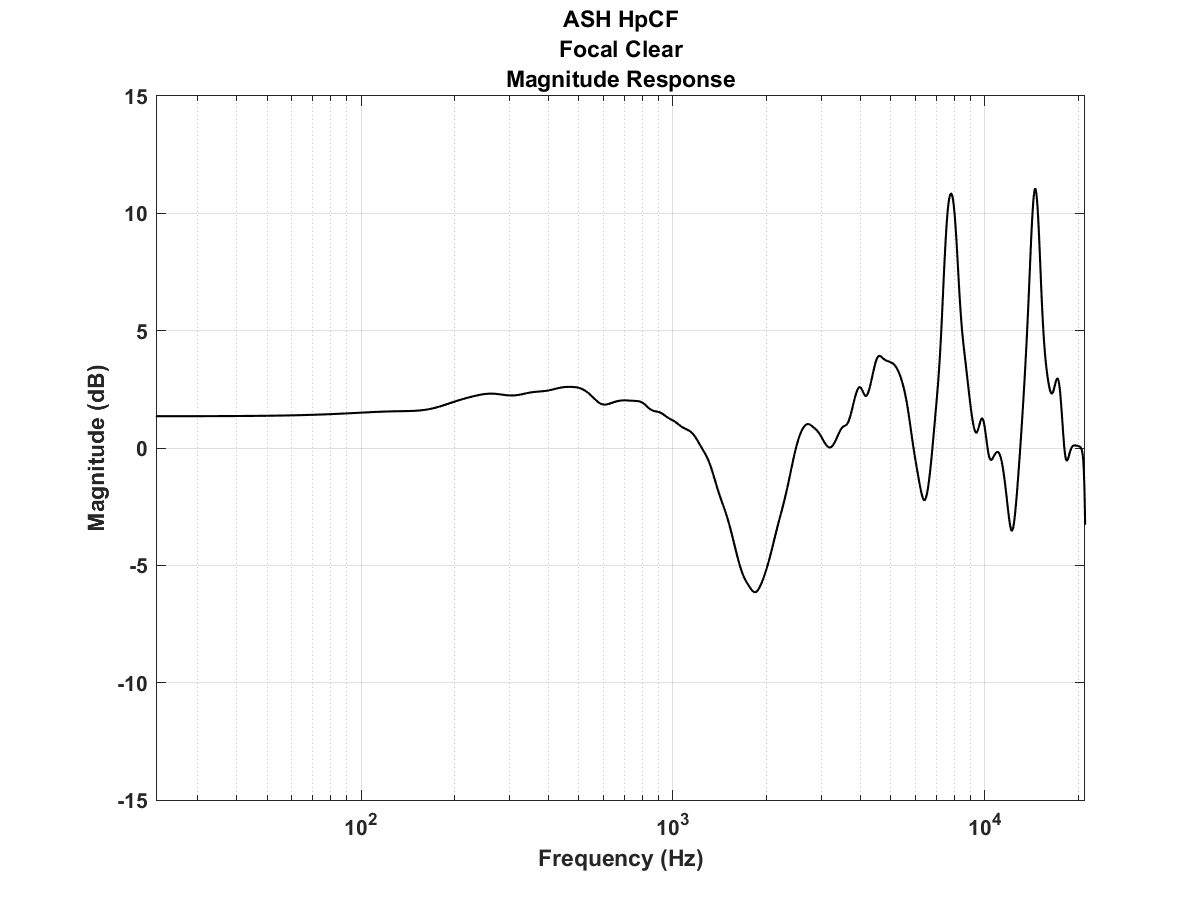 ASH HpCF
Focal Clear
Magnitude Response
15
10
5
0
-5
-10
-15
Magnitude (dB)
10² 10³ 10⁴
Frequency (Hz)